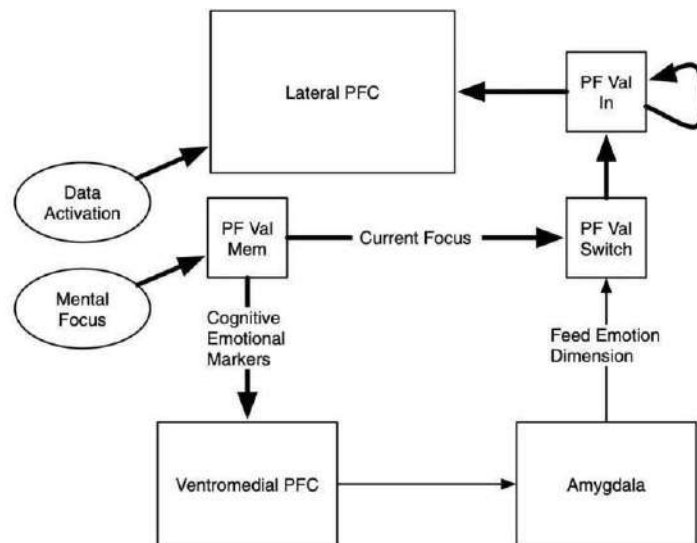 Lateral PFC
PF Val
In
Data
Activation
PF Val
Mem
Current Focus
PF Val
Switch
Mental
Focus
Cognitive
Emotional
Markers
Feed Emotion
Dimension
Ventromedial PFC
Amygdala